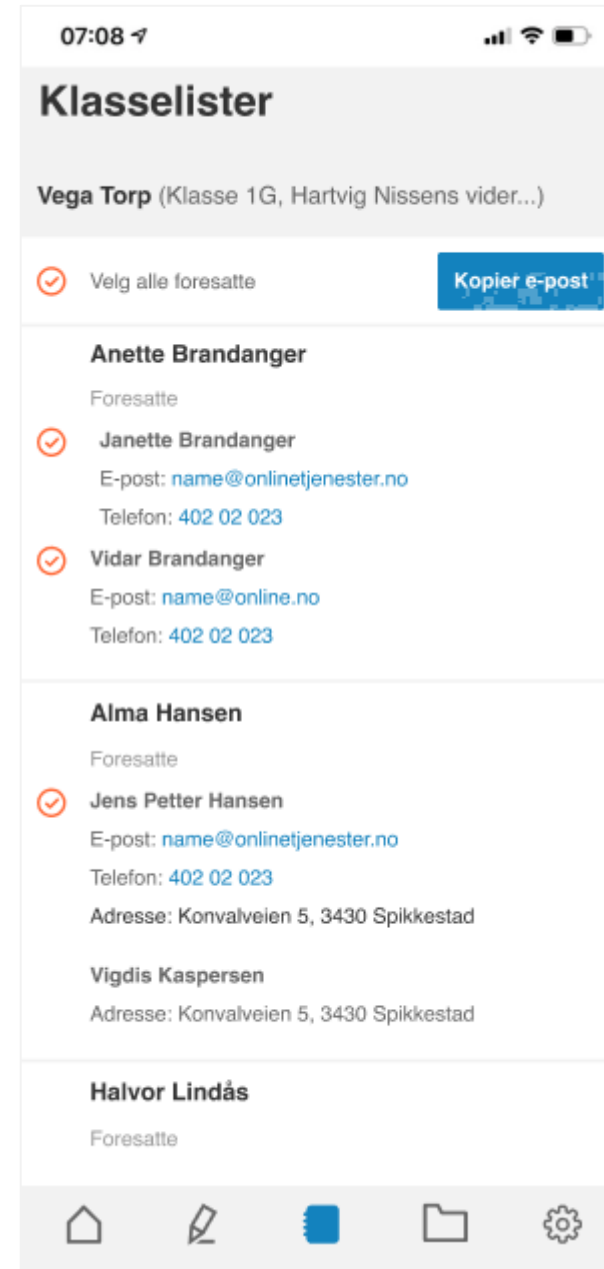 07:08
Klasselister
Vega Torp (Klasse 1G, Hartvig Nissens vider...)
Velg alle foresatte
Kopier e-post
Anette Brandanger
Foresatte
Janette Brandanger
E-post: name@onlinetjenester.no
Telefon: 402 02 023
Vidar Brandanger
E-post: name@online.no
Telefon: 402 02 023
Alma Hansen
Foresatte
Jens Petter Hansen
E-post: name@onlinetjenester.no
Telefon: 402 02 023
Adresse: Konvalveien 5, 3430 Spikkestad
Vigdis Kaspersen
Adresse: Konvalveien 5, 3430 Spikkestad
Halvor Lindås
Foresatte